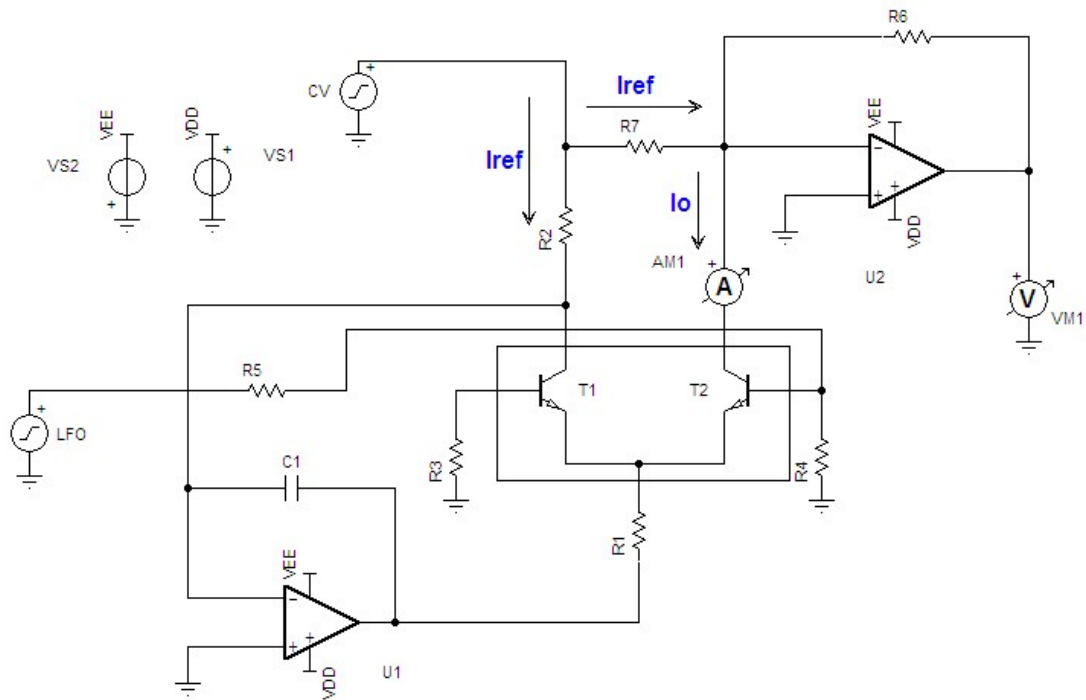 R6
CV
Iref
VEE
VDD
R7
VEE
VS2
VS1
Iref
-
+
Io
VDD
R2
AM1
A
U2
V
VM1
R5
T1
T2
LFO
C1
R3
R4
R1
VEE
-
+
VDD
U1